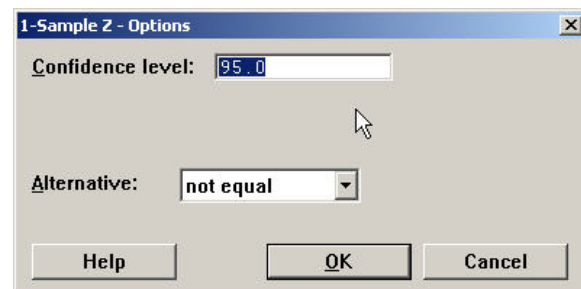 1-Sample Z - Options
Confidence level: 95.0
Alternative: not equal
Help OK Cancel